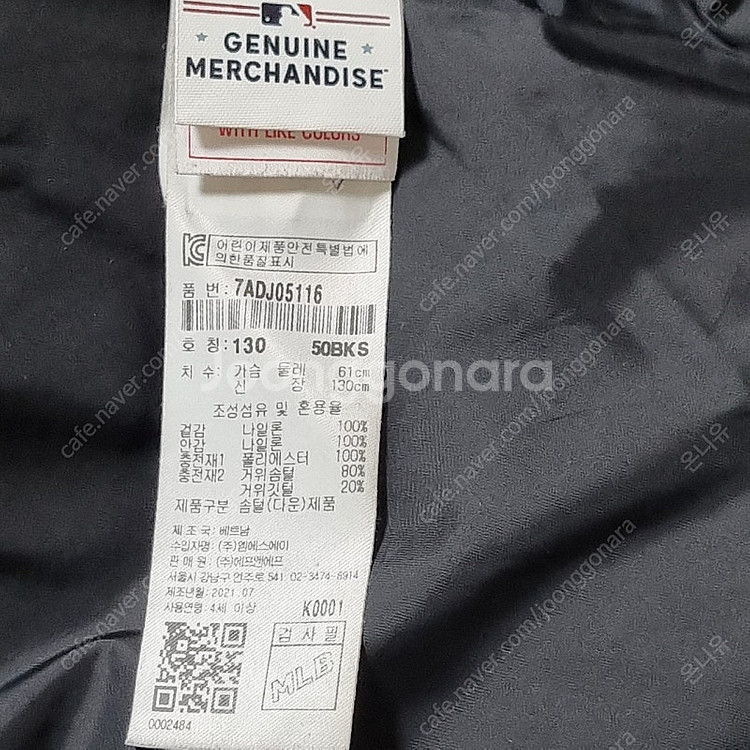 GENUINE
MERCHANDISE
WITH LIKE COLORS
어린이제품안전특별법에
의한품질표시
품 번: 7ADJ05116
호 칭: 130 50BKS
치 수: 가슴 둘레 61cm
신 장 130cm
조성섬유 및 혼용율
겉감 나일론 100%
안감 나일론 100%
충전재1 폴리에스터 100%
충전재2 거위솜털 80%
거위깃털 20%
제품구분 솜털(다운)제품
제 조 국: 베트남
수입자명: (주)엠에스에이
판 매 원: (주)에프앤에프
서울시 강남구 언주로 541 02-3474-6914
제조년월: 2021.07
사용연령: 4세 이상 K0001
검 사 필
MLB
0002484
joonggonara
cafe.naver.com/joonggonara
온니유